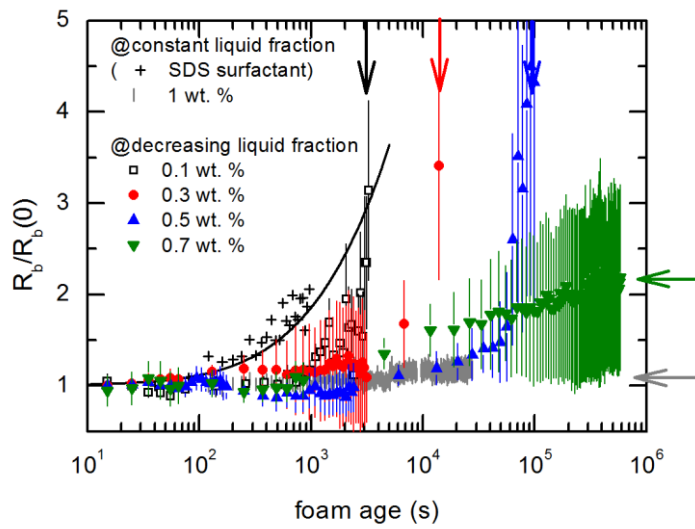 @constant liquid fraction
( + SDS surfactant)
1 wt. %
@decreasing liquid fraction
0.1 wt. %
0.3 wt. %
0.5 wt. %
0.7 wt. %
R_b/R_b(0)
5
4
3
2
1
10^1 10^2 10^3 10^4 10^5 10^6
foam age (s)